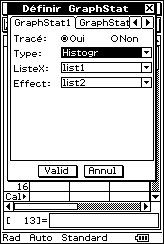 Définir GraphStat
GraphStat1 GraphStat
Tracé: Oui Non
Type: Histogr
ListeX: list1
Effect: list2
Valid Annul
16
Cal
[ 13]=
Rad Auto Standard